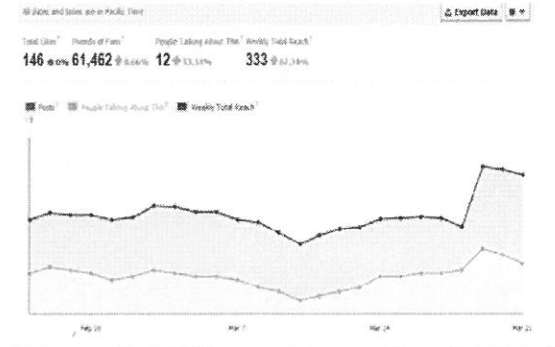 All dates and times are in Pacific Time
Export Data
Total Likes? Friends of Fans? People Talking About This? Weekly Total Reach?
146 0% 61,462 12 333
Posts? People Talking About This? Weekly Total Reach?
Mar 7 Mar 14 Mar 21